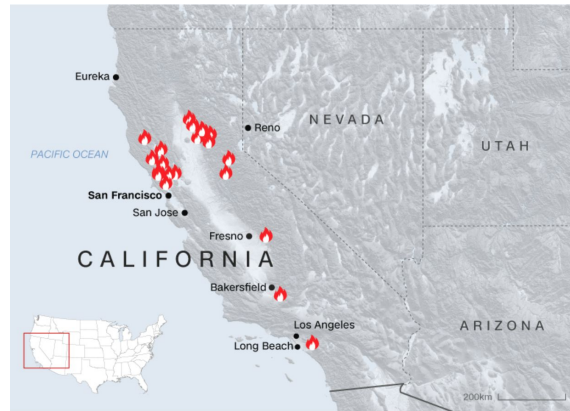 Eureka
Reno
NEVADA
UTAH
PACIFIC OCEAN
San Francisco
San Jose
Fresno
CALIFORNIA
Bakersfield
Los Angeles
ARIZONA
Long Beach
200km